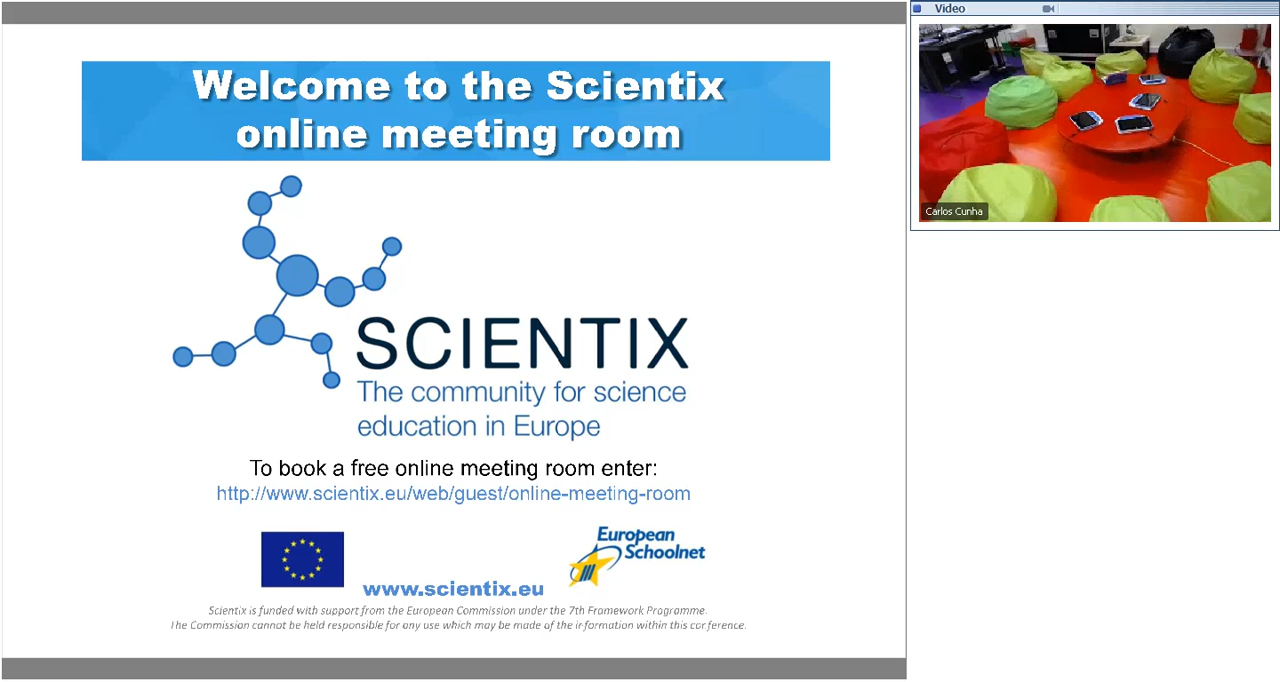 Welcome to the Scientix
online meeting room
SCIENTIX
The community for science
education in Europe
To book a free online meeting room enter:
http://www.scientix.eu/web/guest/online-meeting-room
European
Schoolnet
www.scientix.eu
Scientix is funded with support from the European Commission under the 7th Framework Programme.
The Commission cannot be held responsible for any use which may be made of the information within this conference.
Video
Carlos Cunha